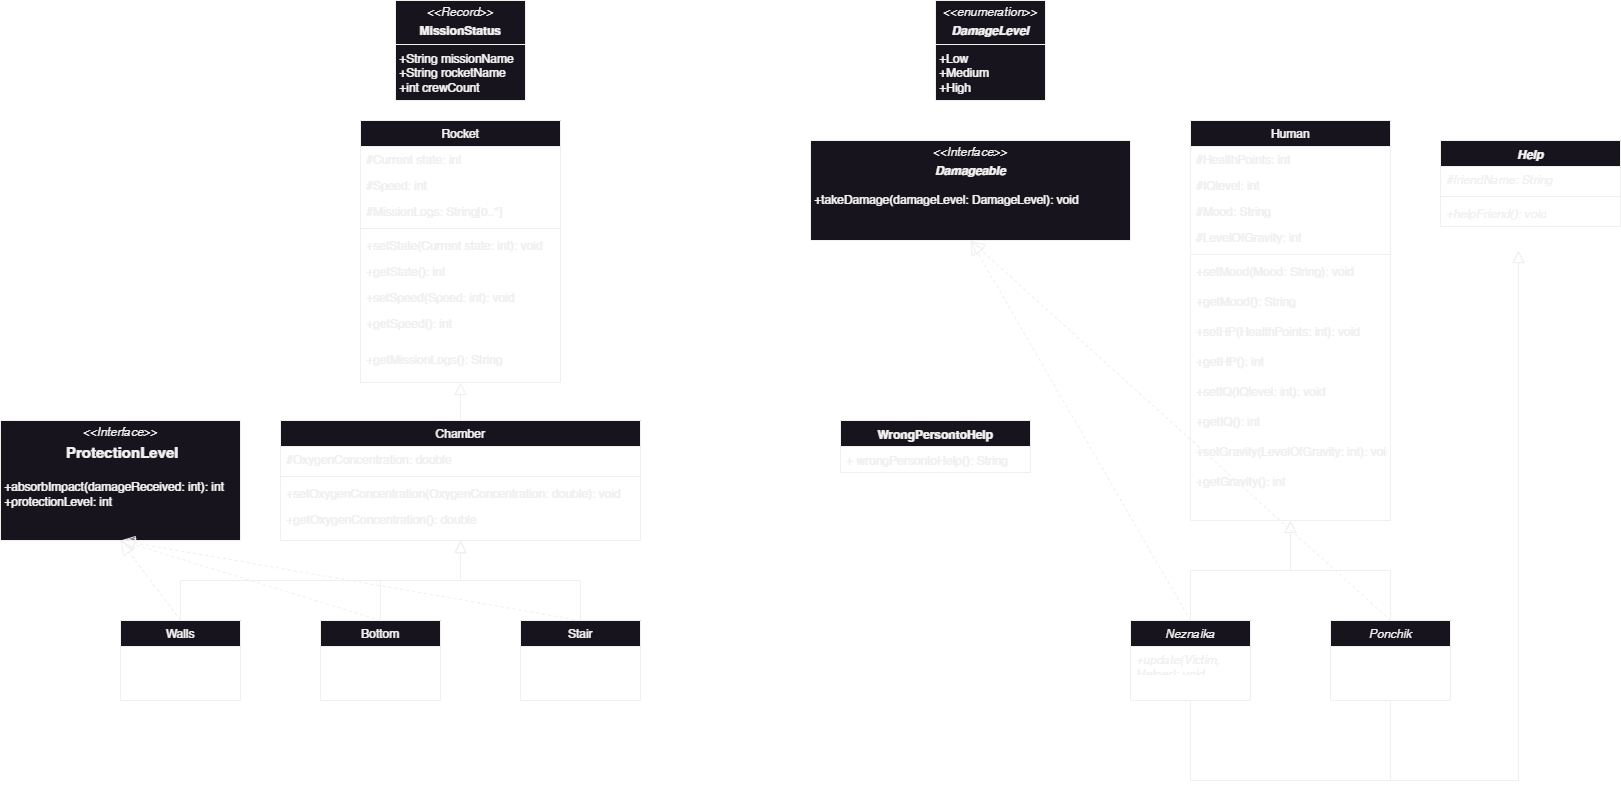 <<Record>>
MissionStatus
+String missionName
+String rocketName
+int crewCount
<<enumeration>>
DamageLevel
+Low
+Medium
+High
Rocket
#Current state: int
#Speed: int
#MissionLogs: String[0..*]
+setState(Current state: int): void
+getState(): int
+setSpeed(Speed: int): void
+getSpeed(): int
+getMissionLogs(): String
<<Interface>>
Damageable
+takeDamage(damageLevel: DamageLevel): void
Human
#HealthPoints: int
#IQlevel: int
#Mood: String
#LevelOfGravity: int
+setMood(Mood: String): void
+getMood(): String
+setHP(HealthPoints: int): void
+getHP(): int
+setIQ(IQlevel: int): void
+getIQ(): int
+setGravity(LevelOfGravity: int): voi
+getGravity(): int
Help
#friendName: String
+helpFriend(): void
<<Interface>>
ProtectionLevel
+absorbImpact(damageReceived: int): int
+protectionLevel: int
Chamber
#OxygenConcentration: double
+setOxygenConcentration(OxygenConcentration: double): void
+getOxygenConcentration(): double
WrongPersontoHelp
+ wrongPersontoHelp(): String
Walls
Bottom
Stair
Neznaika
+update(Victim,
Helper): void
Ponchik